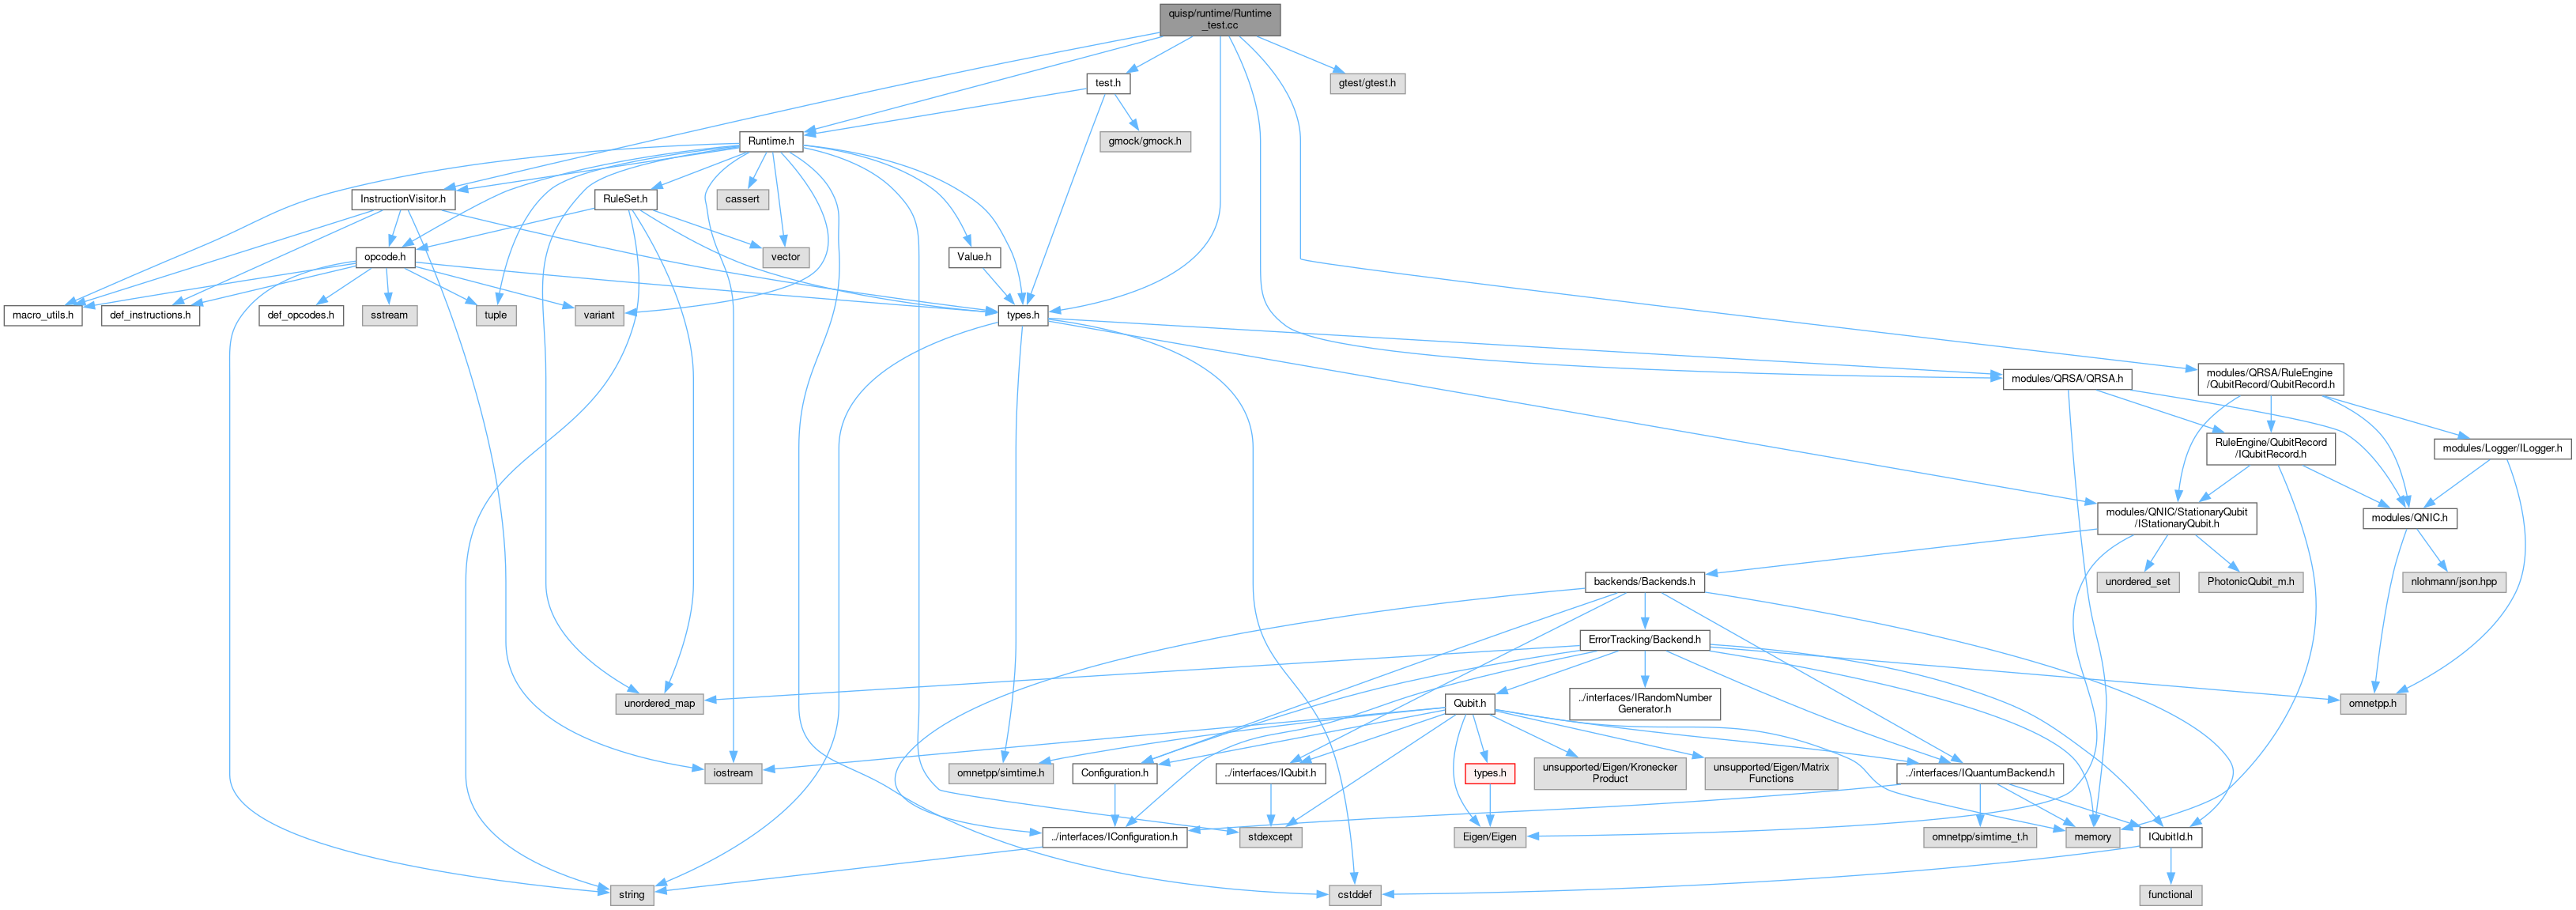 quisp/runtime/Runtime
_test.cc
test.h
gtest/gtest.h
Runtime.h
gmock/gmock.h
InstructionVisitor.h
RuleSet.h
cassert
opcode.h
vector
Value.h
macro_utils.h
def_instructions.h
def_opcodes.h
sstream
tuple
variant
types.h
modules/QRSA/QRSA.h
modules/QRSA/RuleEngine
/QubitRecord/QubitRecord.h
RuleEngine/QubitRecord
/IQubitRecord.h
modules/Logger/ILogger.h
modules/QNIC/StationaryQubit
/IStationaryQubit.h
modules/QNIC.h
backends/Backends.h
unordered_set
PhotonicQubit_m.h
nlohmann/json.hpp
ErrorTracking/Backend.h
unordered_map
Qubit.h
../interfaces/IRandomNumber
Generator.h
omnetpp.h
iostream
omnetpp/simtime.h
Configuration.h
../interfaces/IQubit.h
types.h
unsupported/Eigen/Kronecker
Product
unsupported/Eigen/Matrix
Functions
../interfaces/IQuantumBackend.h
../interfaces/IConfiguration.h
stdexcept
Eigen/Eigen
omnetpp/simtime_t.h
memory
IQubitId.h
string
cstddef
functional